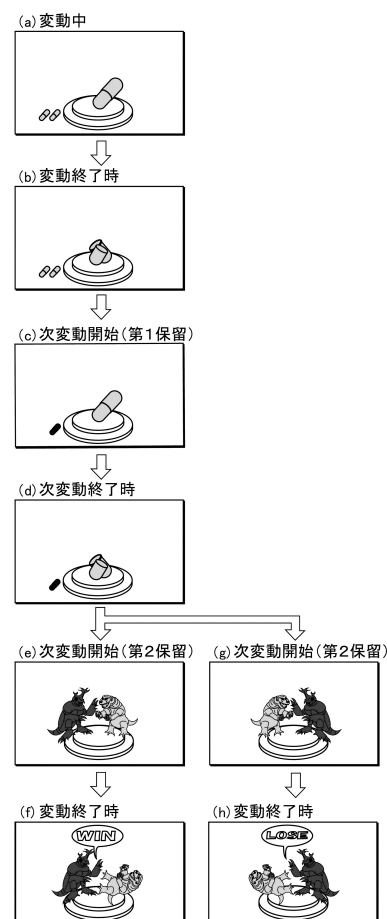 (a)変動中
(b)変動終了時
(c)次変動開始(第1保留)
(d)次変動終了時
(e)次変動開始(第2保留)
(g)次変動開始(第2保留)
(f)変動終了時
(h)変動終了時
WIN
LOSE